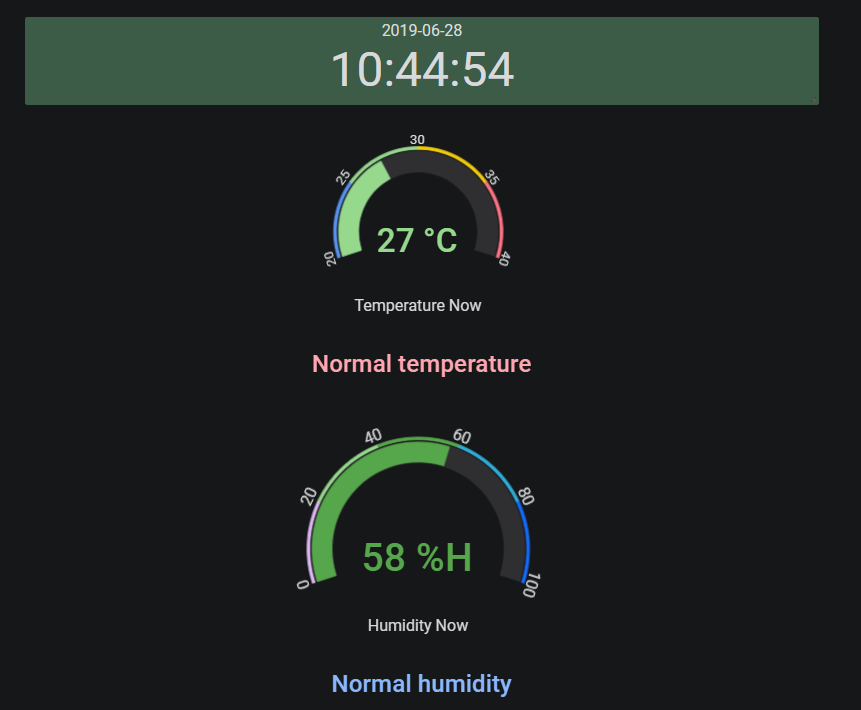 2019-06-28
10:44:54
30
25
35
27 °C
20
40
Temperature Now
Normal temperature
40
60
20
80
58 %H
0
100
Humidity Now
Normal humidity